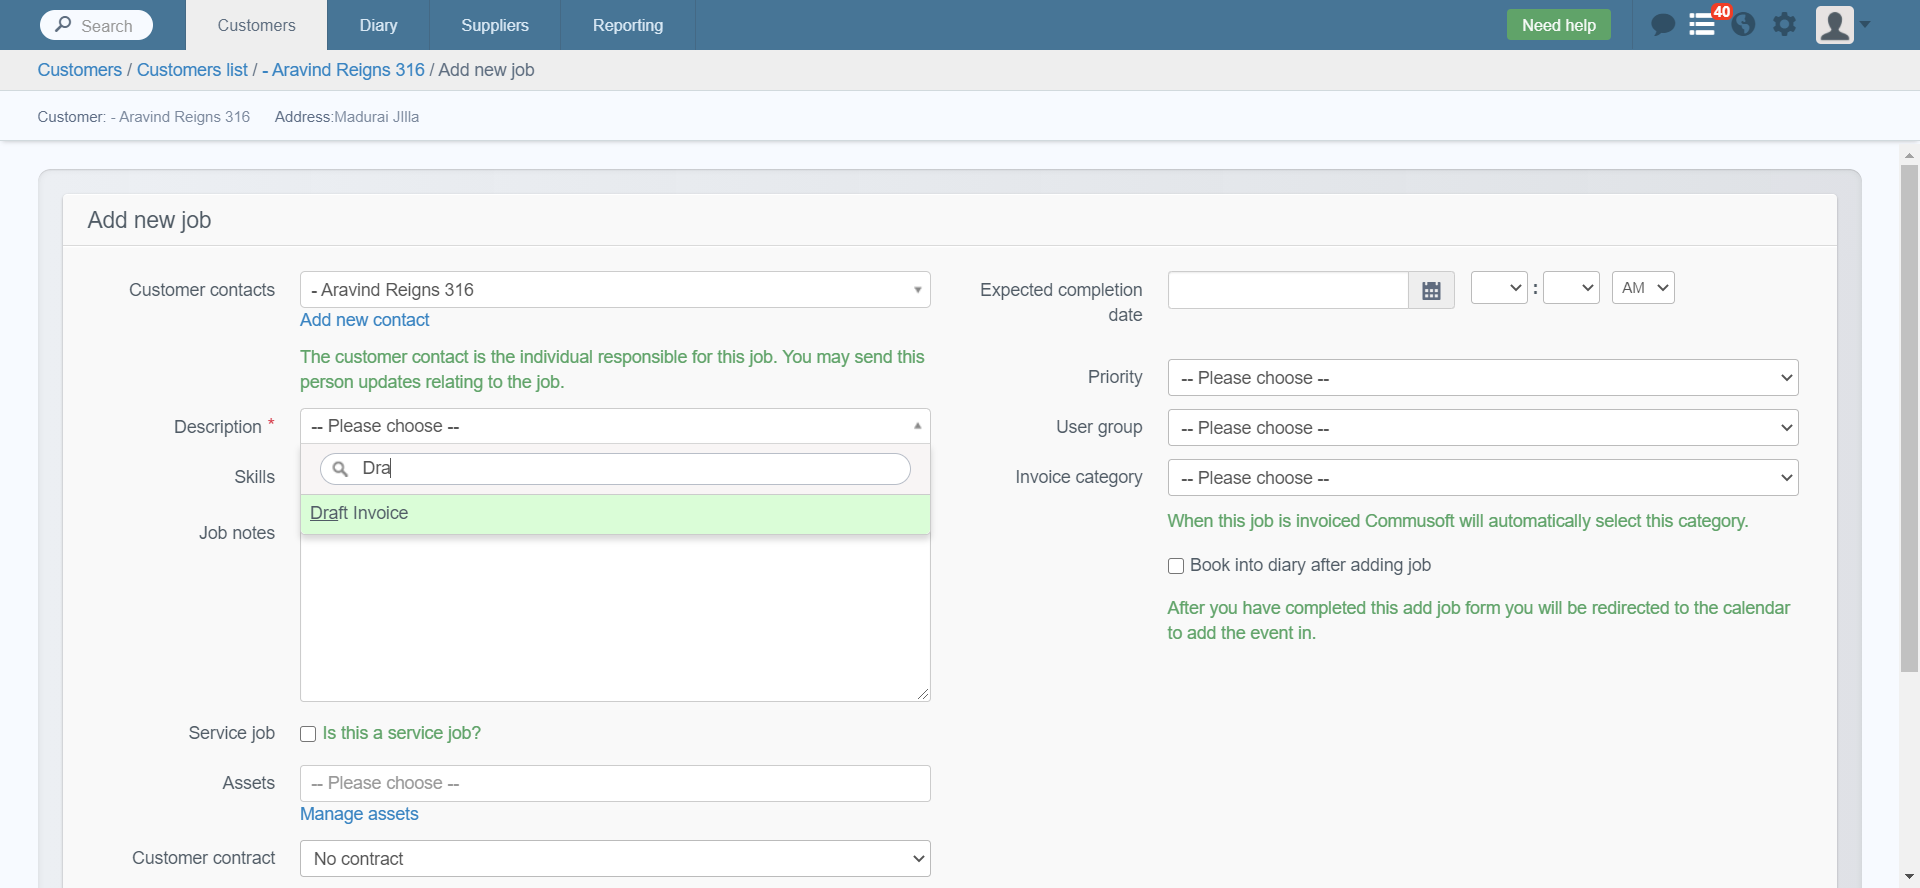 Search
Customers
Diary
Suppliers
Reporting
Need help
40
Customers / Customers list / - Aravind Reigns 316 / Add new job
Customer: - Aravind Reigns 316
Address:Madurai JIlla
Add new job
Customer contacts
- Aravind Reigns 316
Add new contact
The customer contact is the individual responsible for this job. You may send this
person updates relating to the job.
Description *
-- Please choose --
Dra
Draft Invoice
Skills
Job notes
Service job
Is this a service job?
Assets
-- Please choose --
Manage assets
Customer contract
No contract
Expected completion
date
:
AM
Priority
-- Please choose --
User group
-- Please choose --
Invoice category
-- Please choose --
When this job is invoiced Commusoft will automatically select this category.
Book into diary after adding job
After you have completed this add job form you will be redirected to the calendar
to add the event in.